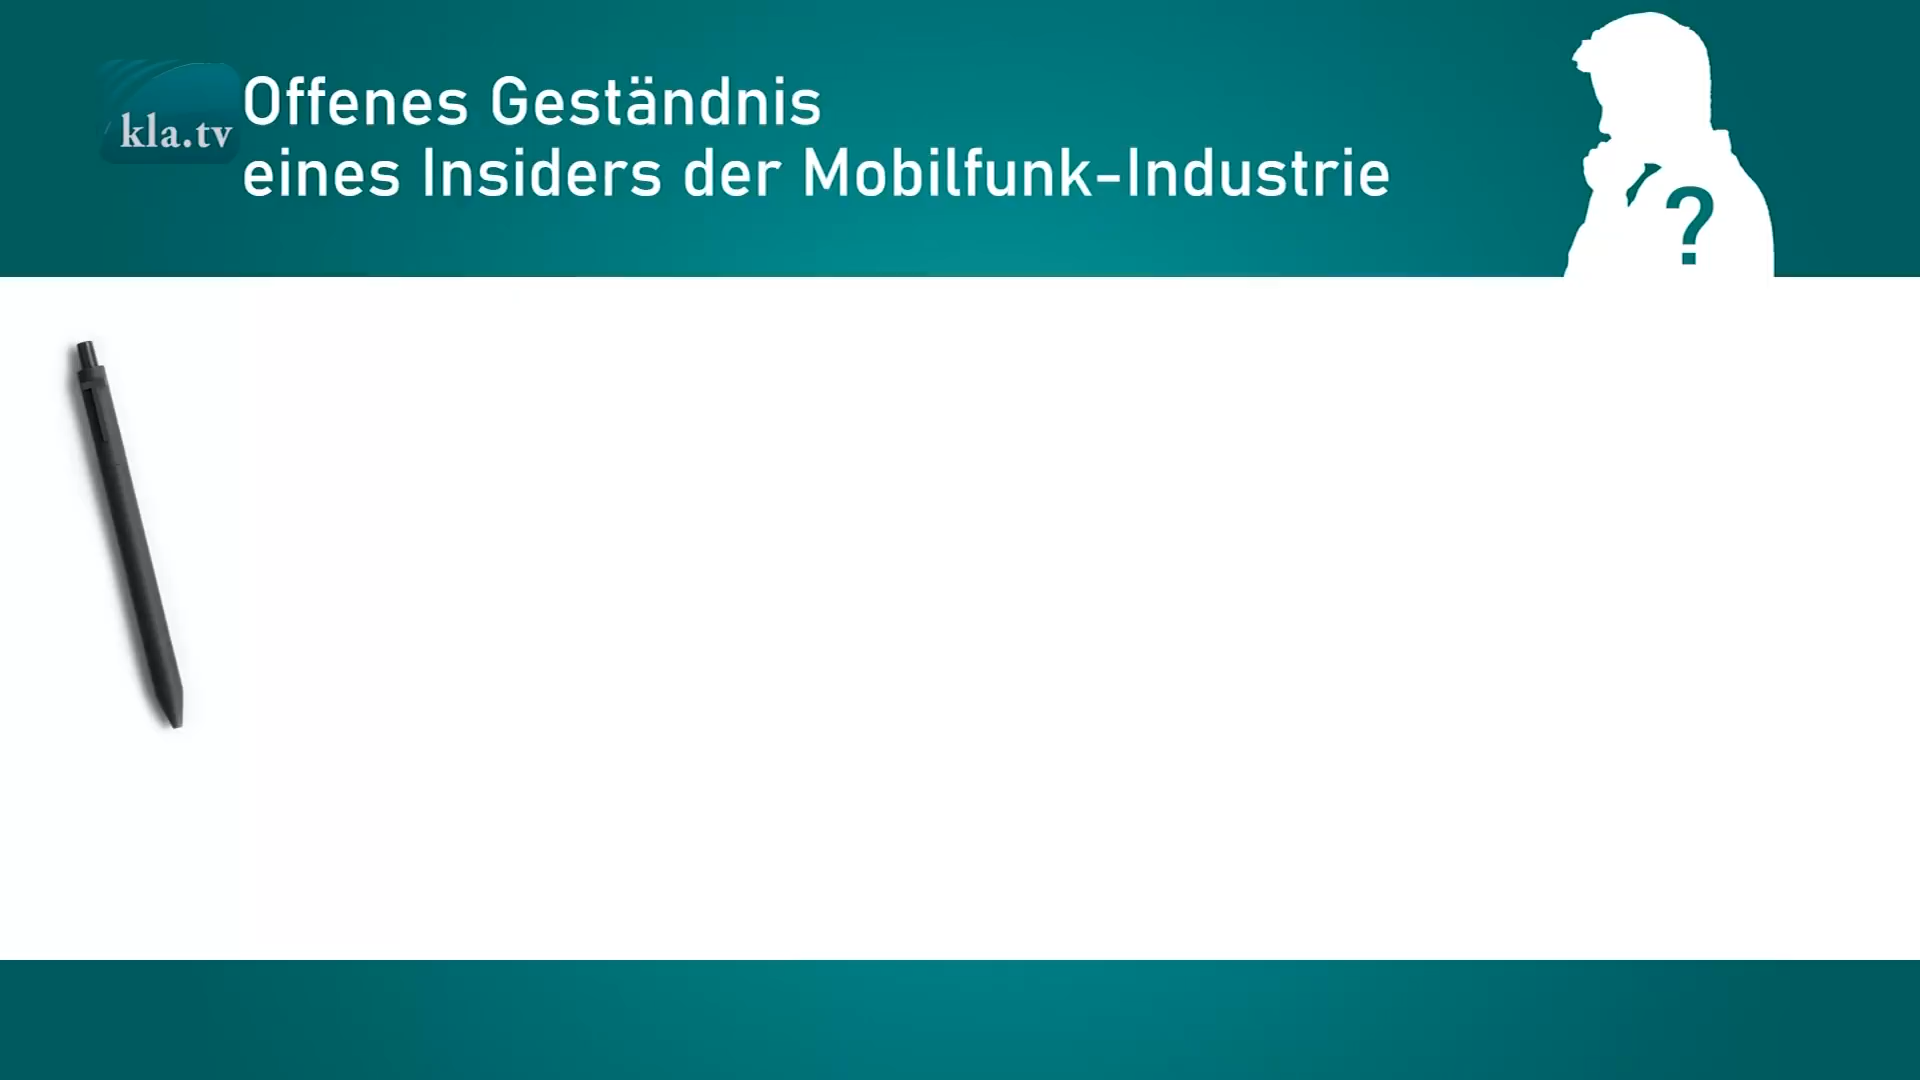 kla.tv
Offenes Geständnis
eines Insiders der Mobilfunk-Industrie
?